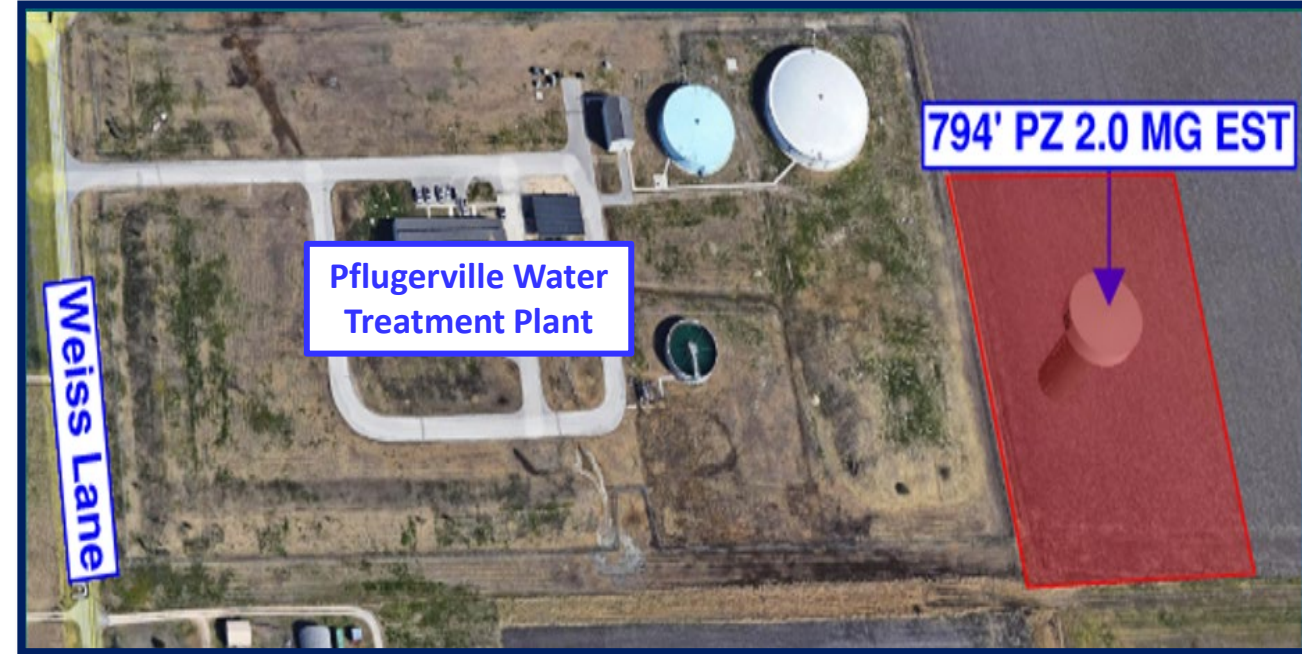 794' PZ 2.0 MG EST
Pflugerville Water
Treatment Plant
Weiss Lane